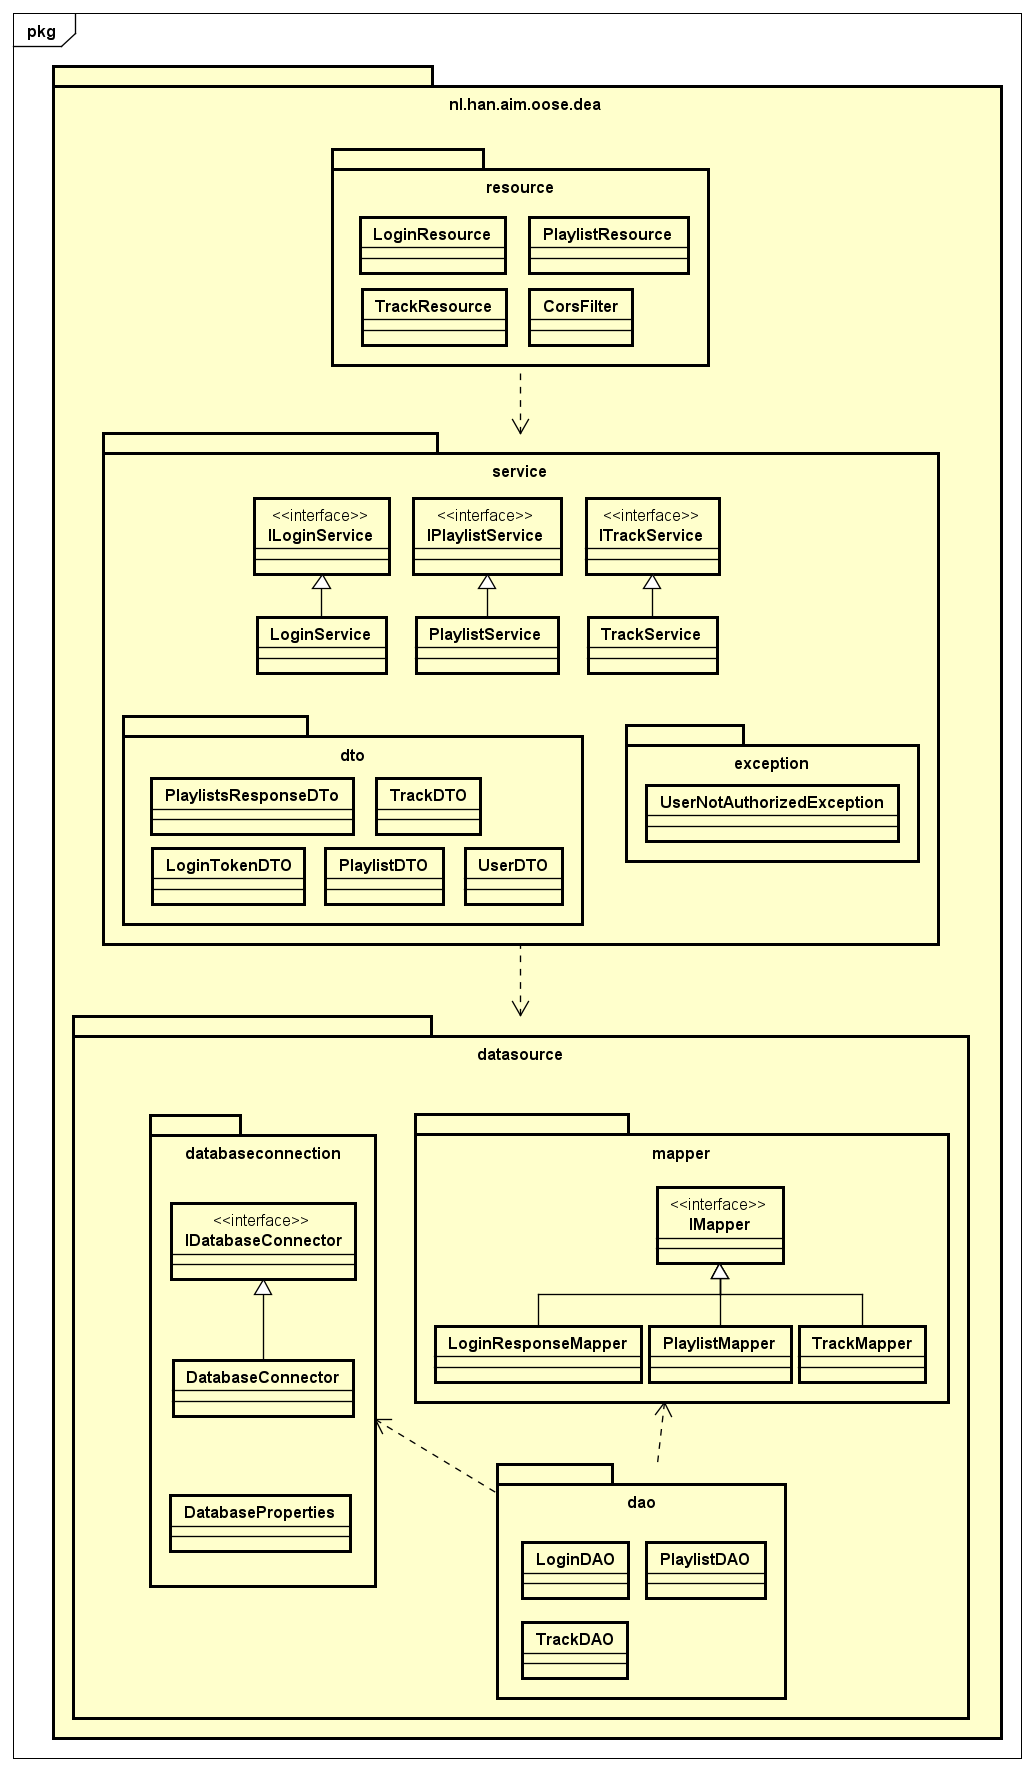 pkg
nl.han.aim.oose.dea
resource
LoginResource
PlaylistResource
TrackResource
CorsFilter
service
<<interface>>
ILoginService
<<interface>>
IPlaylistService
<<interface>>
ITrackService
LoginService
PlaylistService
TrackService
dto
PlaylistsResponseDTo
TrackDTO
LoginTokenDTO
PlaylistDTO
UserDTO
exception
UserNotAuthorizedException
datasource
databaseconnection
<<interface>>
IDatabaseConnector
DatabaseConnector
DatabaseProperties
mapper
<<interface>>
IMapper
LoginResponseMapper
PlaylistMapper
TrackMapper
dao
LoginDAO
PlaylistDAO
TrackDAO